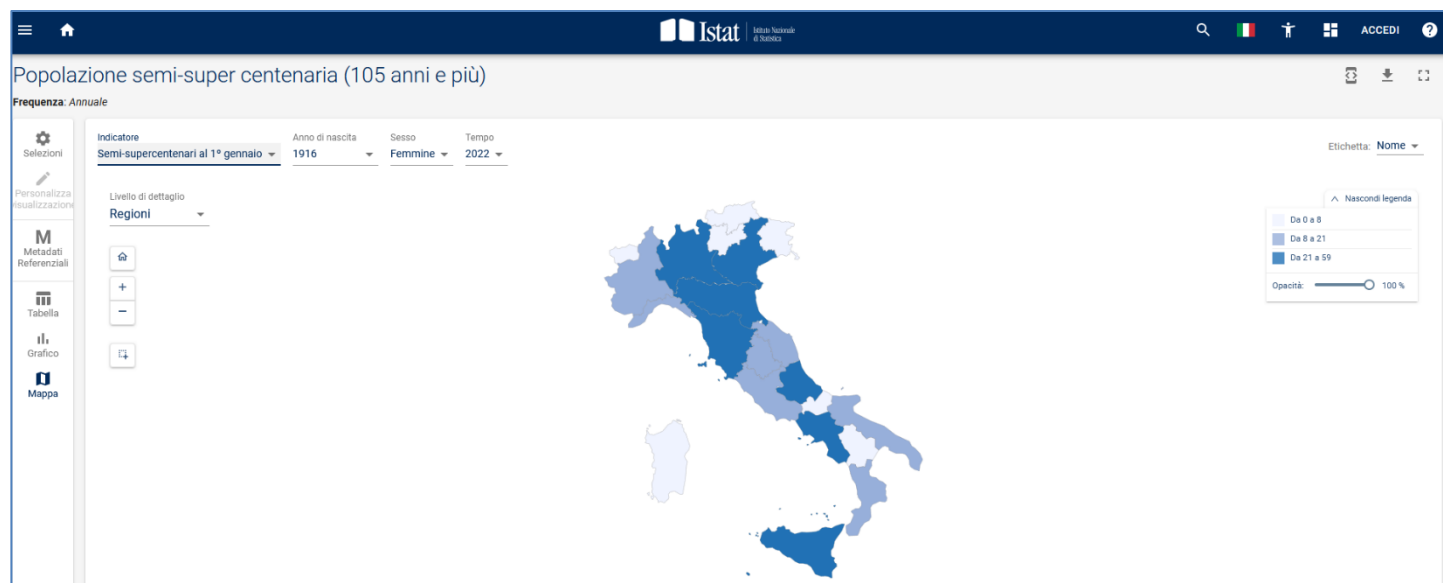 Istat Istituto Nazionale
di Statistica
ACCEDI
Popolazione semi-super centenaria (105 anni e più)
Frequenza: Annuale
Selezioni
Personalizza
visualizzazione
M
Metadati
Referenziali
Tabella
Grafico
Mappa
Indicatore
Semi-supercentenari al 1º gennaio
Anno di nascita
1916
Sesso
Femmine
Tempo
2022
Etichetta: Nome
Livello di dettaglio
Regioni
Nascondi legenda
Da 0 a 8
Da 8 a 21
Da 21 a 59
Opacità: 100 %